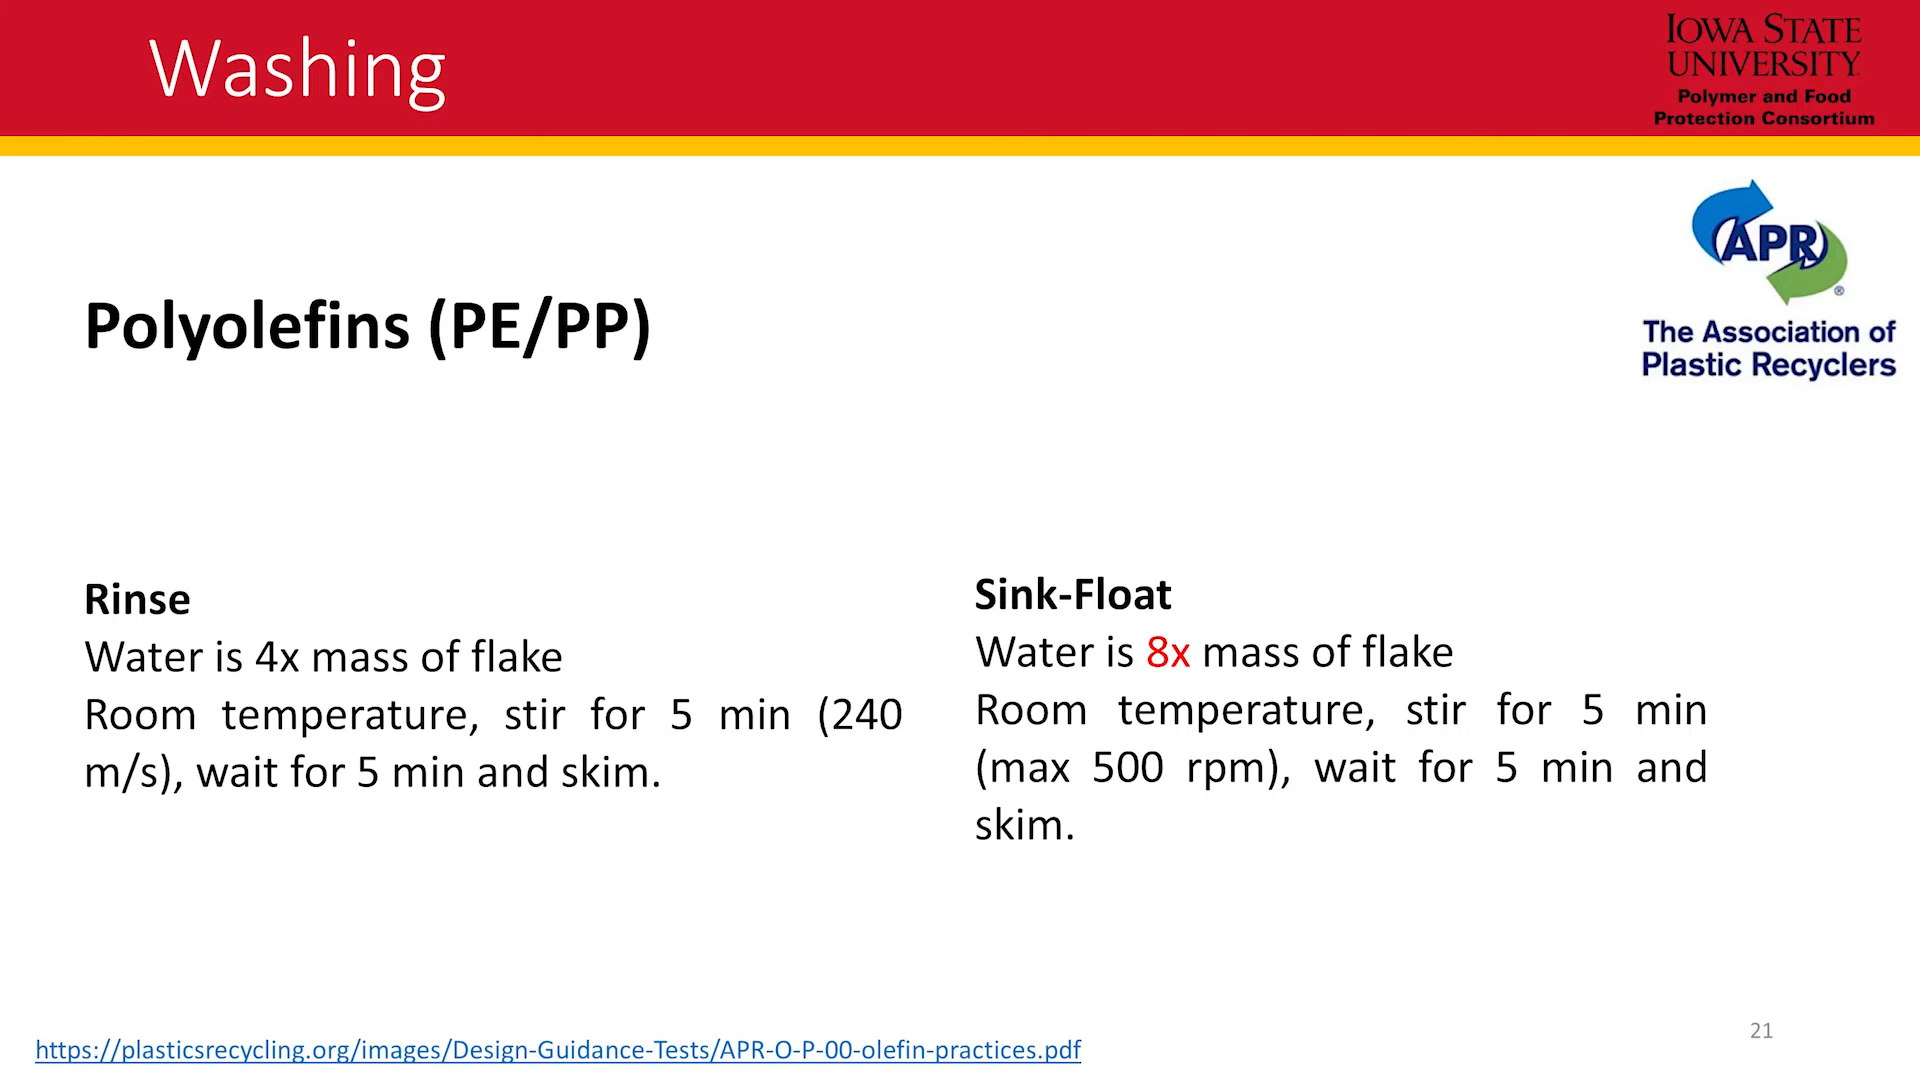 Washing
IOWA STATE
UNIVERSITY
Polymer and Food
Protection Consortium
APR
®
The Association of
Plastic Recyclers
Polyolefins (PE/PP)
Rinse
Water is 4x mass of flake
Room temperature, stir for 5 min (240
m/s), wait for 5 min and skim.
Sink-Float
Water is 8x mass of flake
Room temperature, stir for 5 min
(max 500 rpm), wait for 5 min and
skim.
21
https://plasticsrecycling.org/images/Design-Guidance-Tests/APR-O-P-00-olefin-practices.pdf